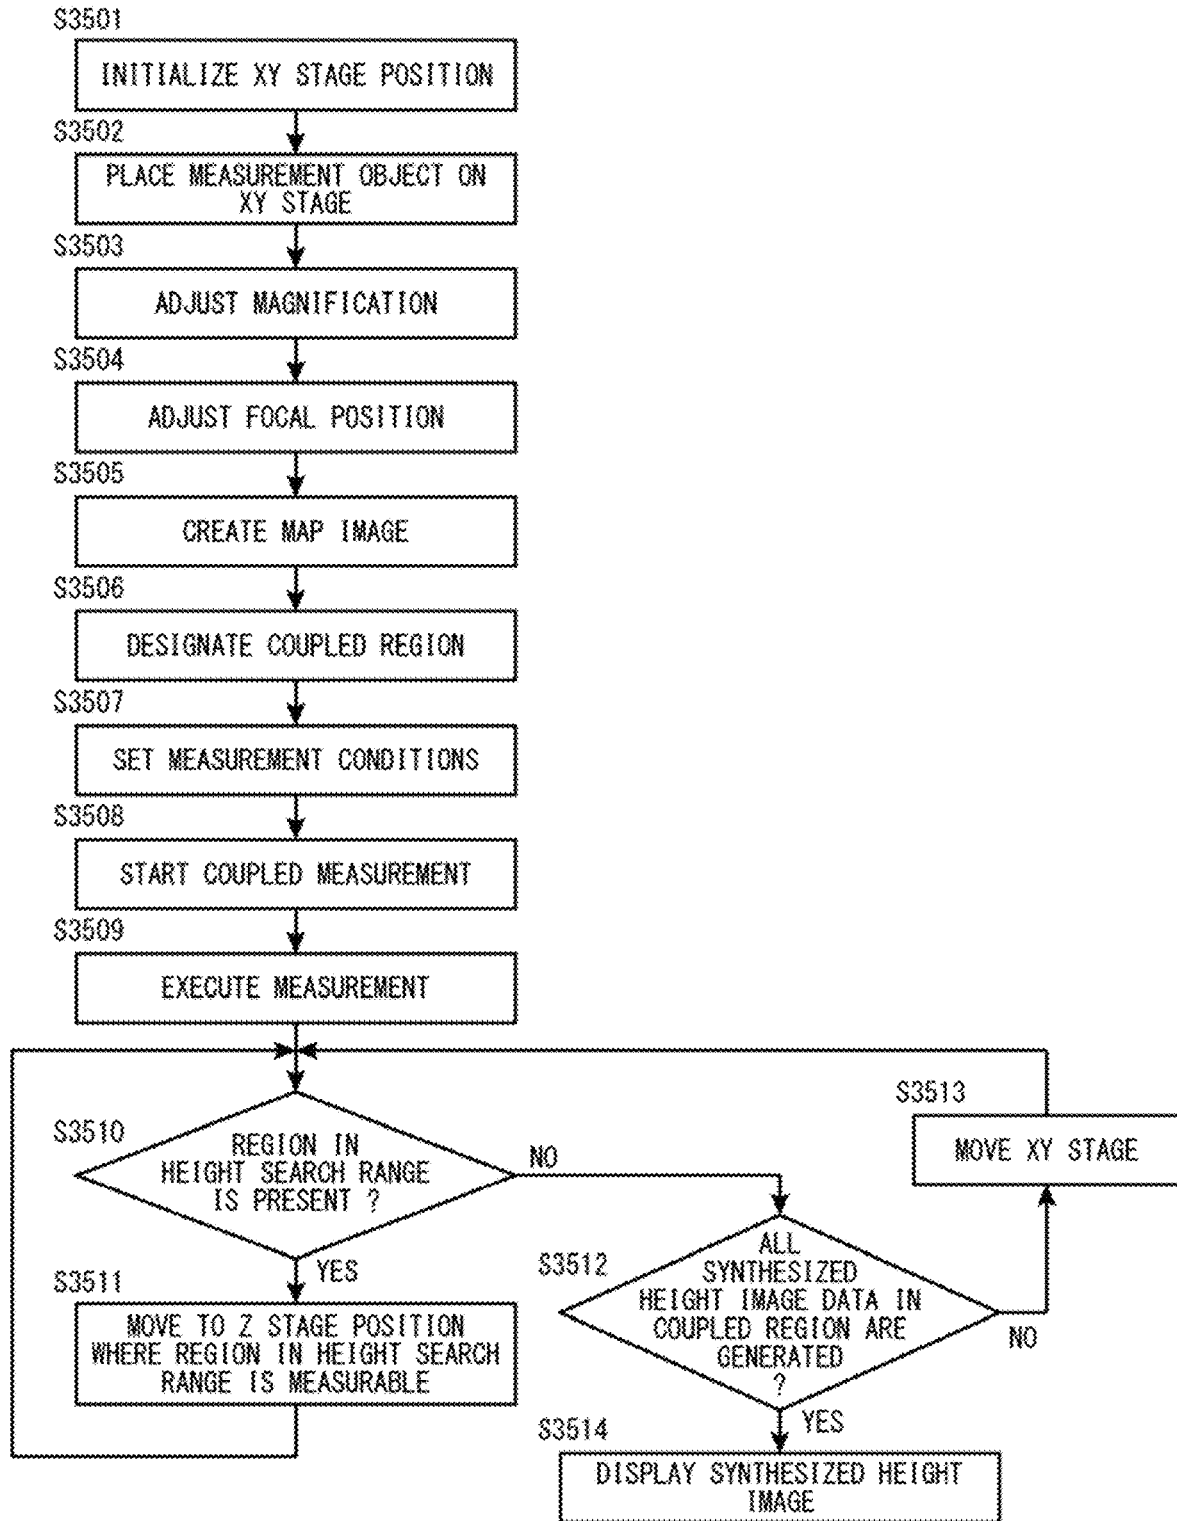 S3501
INITIALIZE XY STAGE POSITION
S3502
PLACE MEASUREMENT OBJECT ON
XY STAGE
S3503
ADJUST MAGNIFICATION
S3504
ADJUST FOCAL POSITION
S3505
CREATE MAP IMAGE
S3506
DESIGNATE COUPLED REGION
S3507
SET MEASUREMENT CONDITIONS
S3508
START COUPLED MEASUREMENT
S3509
EXECUTE MEASUREMENT
S3510
REGION IN
HEIGHT SEARCH RANGE
IS PRESENT ?
NO
YES
S3511
MOVE TO Z STAGE POSITION
WHERE REGION IN HEIGHT SEARCH
RANGE IS MEASURABLE
S3512
ALL
SYNTHESIZED
HEIGHT IMAGE DATA IN
COUPLED REGION ARE
GENERATED
?
NO
YES
S3513
MOVE XY STAGE
S3514
DISPLAY SYNTHESIZED HEIGHT
IMAGE